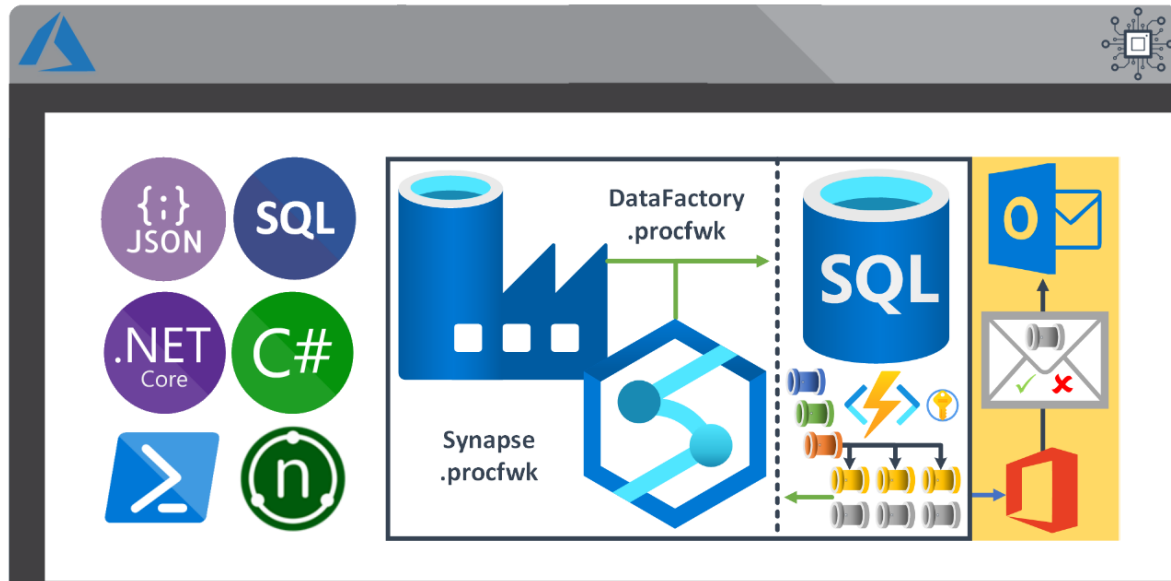 {;}
JSON
SQL
.NET
Core
C#
n
DataFactory
.procfwk
Synapse
.procfwk
SQL
O